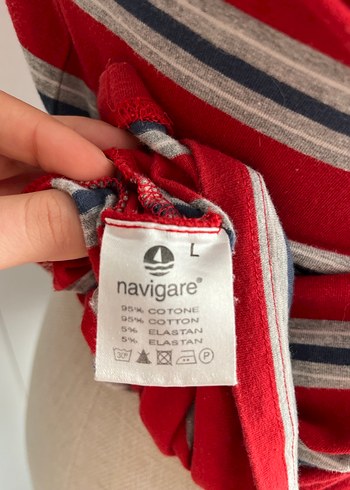 L
navigare®
95% COTONE
95% COTTON
5% ELASTAN
5% ELASTAN
30° P